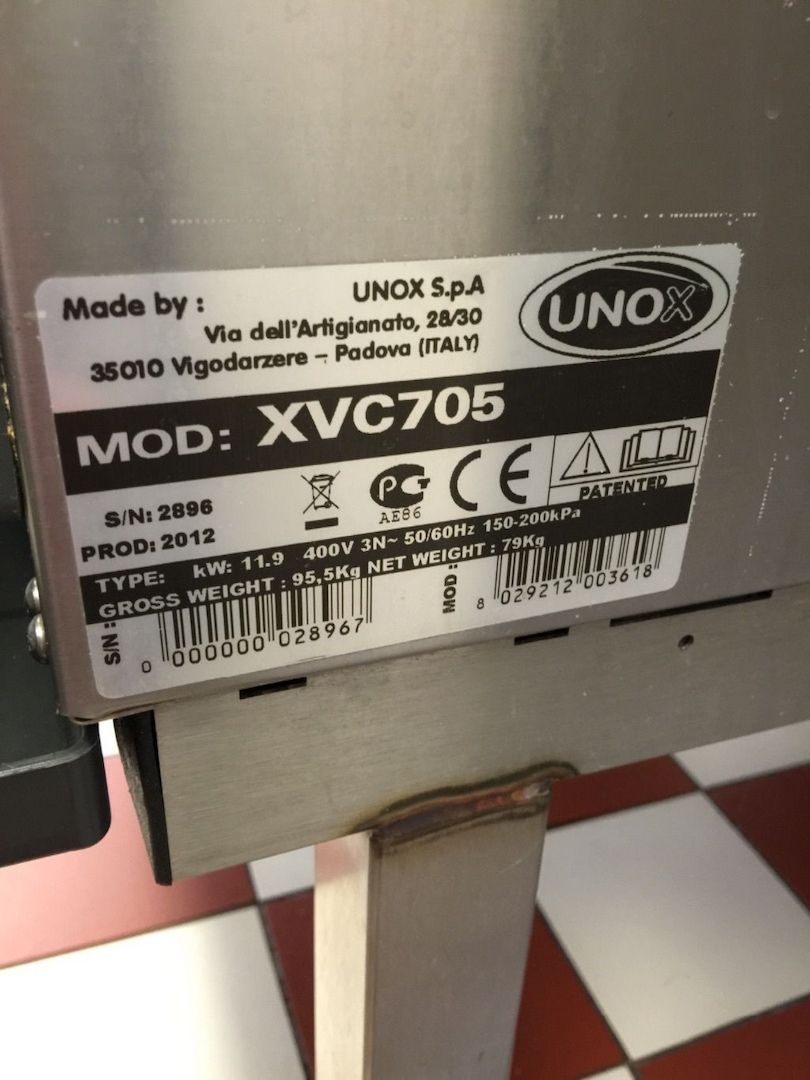 Made by :
UNOX S.p.A
Via dell'Artigianato, 28/30
35010 Vigodarzere – Padova (ITALY)
UNOX
MOD: XVC705
S/N: 2896
PROD: 2012
AE86
CE
PATENTED
TYPE: kW: 11.9 400V 3N~ 50/60Hz 150-200kPa
GROSS WEIGHT : 95,5Kg NET WEIGHT : 79Kg
S/N :
0 000000 028967
MOD :
8 029212 003618